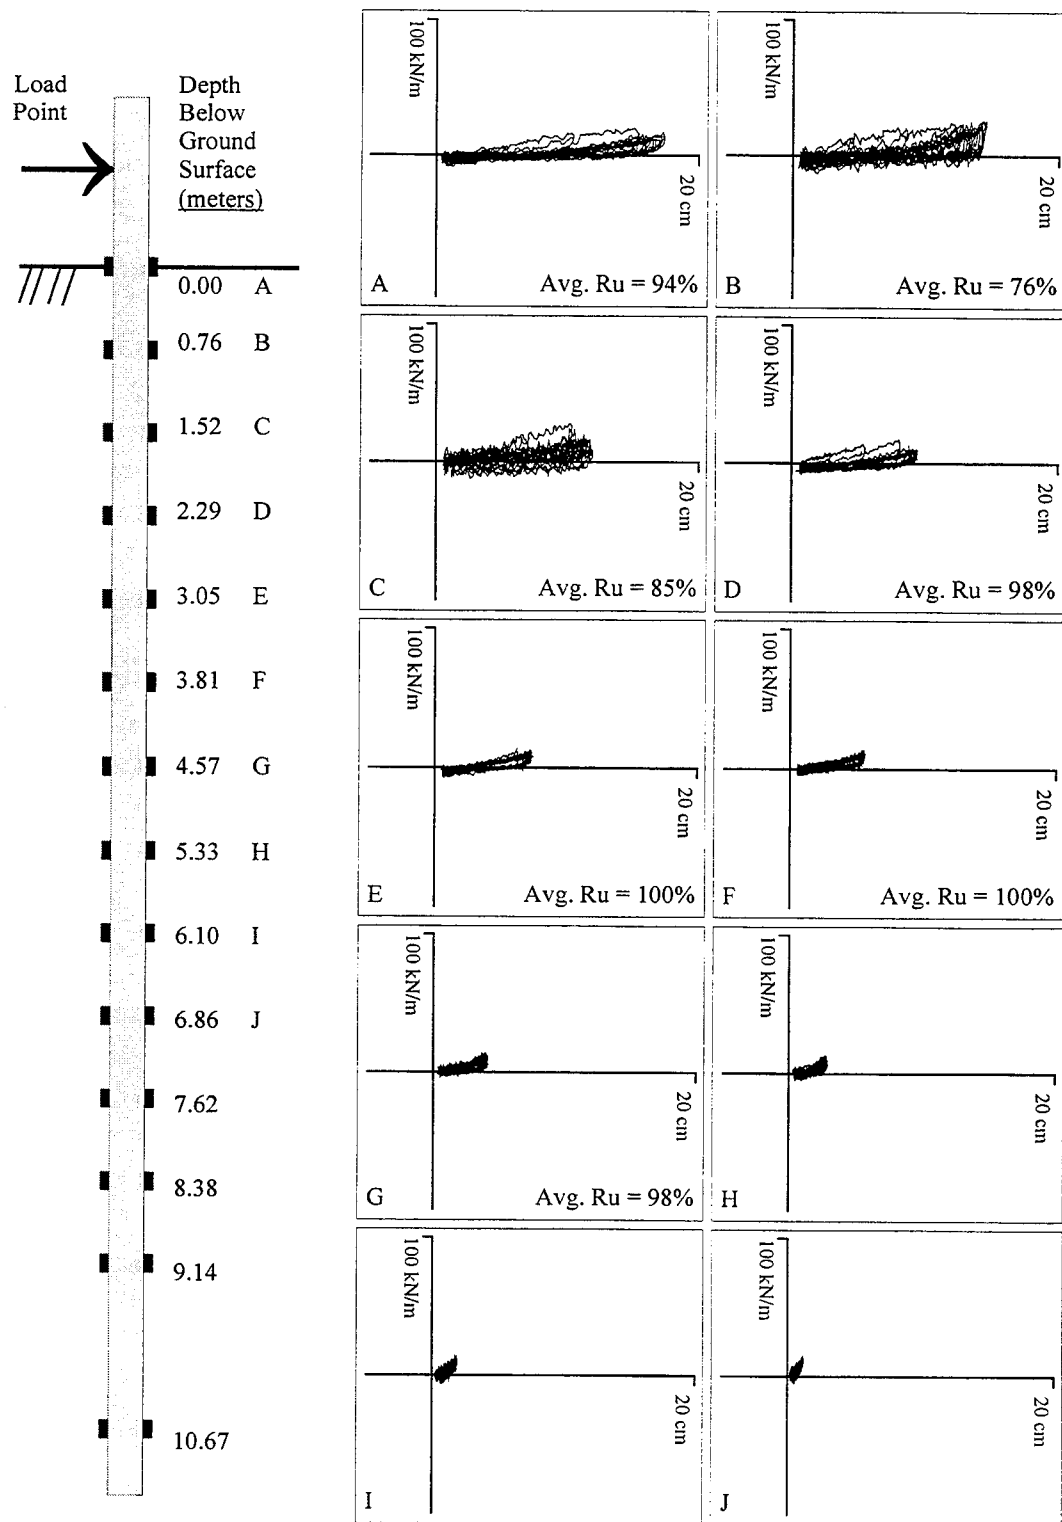 Load
Point
Depth
Below
Ground
Surface
(meters)
0.00 A
0.76 B
1.52 C
2.29 D
3.05 E
3.81 F
4.57 G
5.33 H
6.10 I
6.86 J
7.62
8.38
9.14
10.67
100 kN/m
20 cm
A Avg. Ru = 94%
100 kN/m
20 cm
B Avg. Ru = 76%
100 kN/m
20 cm
C Avg. Ru = 85%
100 kN/m
20 cm
D Avg. Ru = 98%
100 kN/m
20 cm
E Avg. Ru = 100%
100 kN/m
20 cm
F Avg. Ru = 100%
100 kN/m
20 cm
G Avg. Ru = 98%
100 kN/m
20 cm
H
100 kN/m
20 cm
I
100 kN/m
20 cm
J